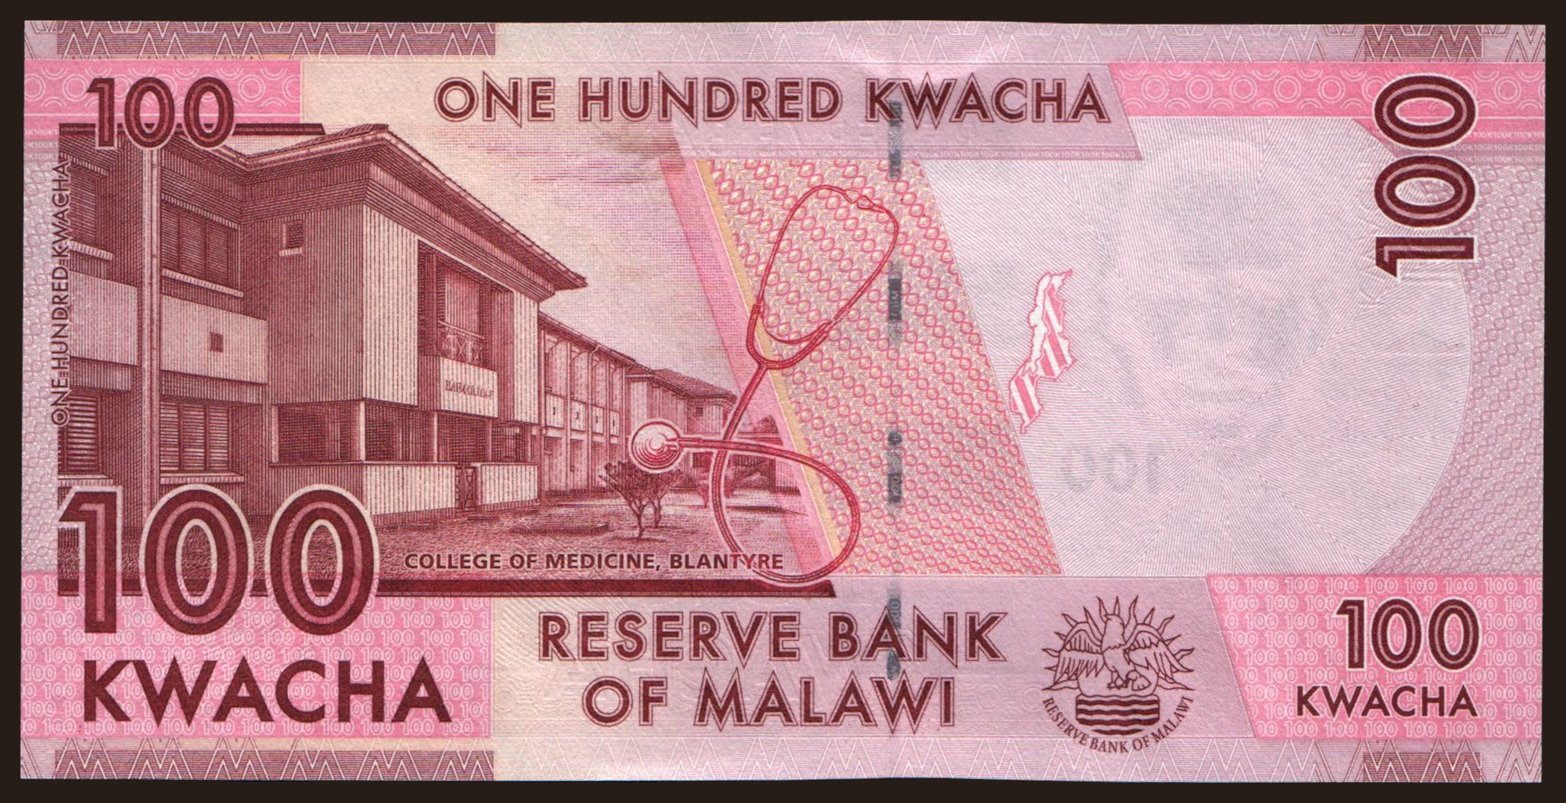 100
ONE HUNDRED KWACHA
100
ONE HUNDRED KWACHA
100
KWACHA
COLLEGE OF MEDICINE, BLANTYRE
RESERVE BANK
OF MALAWI
RESERVE BANK OF MALAWI
100
KWACHA
100